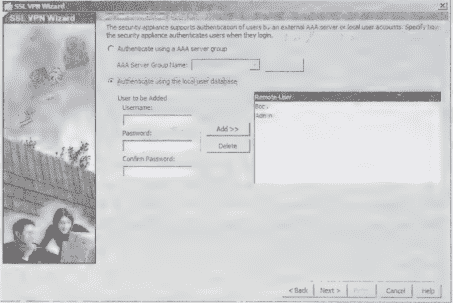 SSL VPN Wizard
SSL VPN Wizard
The security appliance supports authentication of users by an external AAA server or local user accounts. Specify how
the security appliance authenticates users when they login.
Authenticate using a AAA server group
AAA Server Group Name:
Authenticate using the local user database
User to be Added
Username:
Password:
Confirm Password:
Add >>
Delete
Remote-User
Admin
< Back
Next >
Cancel
Help